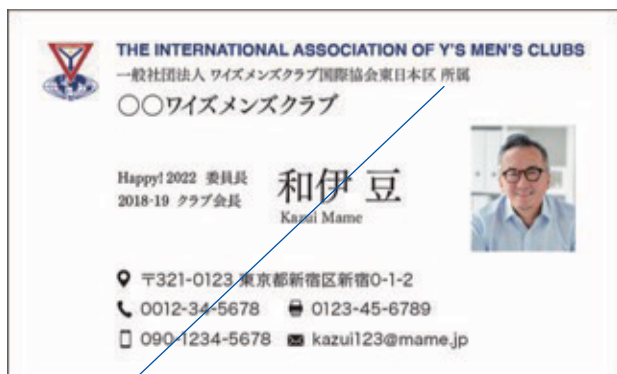 THE INTERNATIONAL ASSOCIATION OF Y'S MEN'S CLUBS
一般社団法人 ワイズメンズクラブ国際協会東日本区 所属
〇〇ワイズメンズクラブ
Happy! 2022 委員長
2018-19 クラブ会長
和伊 豆
Kazui Mame
〒321-0123 東京都新宿区新宿0-1-2
0012-34-5678 0123-45-6789
090-1234-5678 kazui123@mame.jp